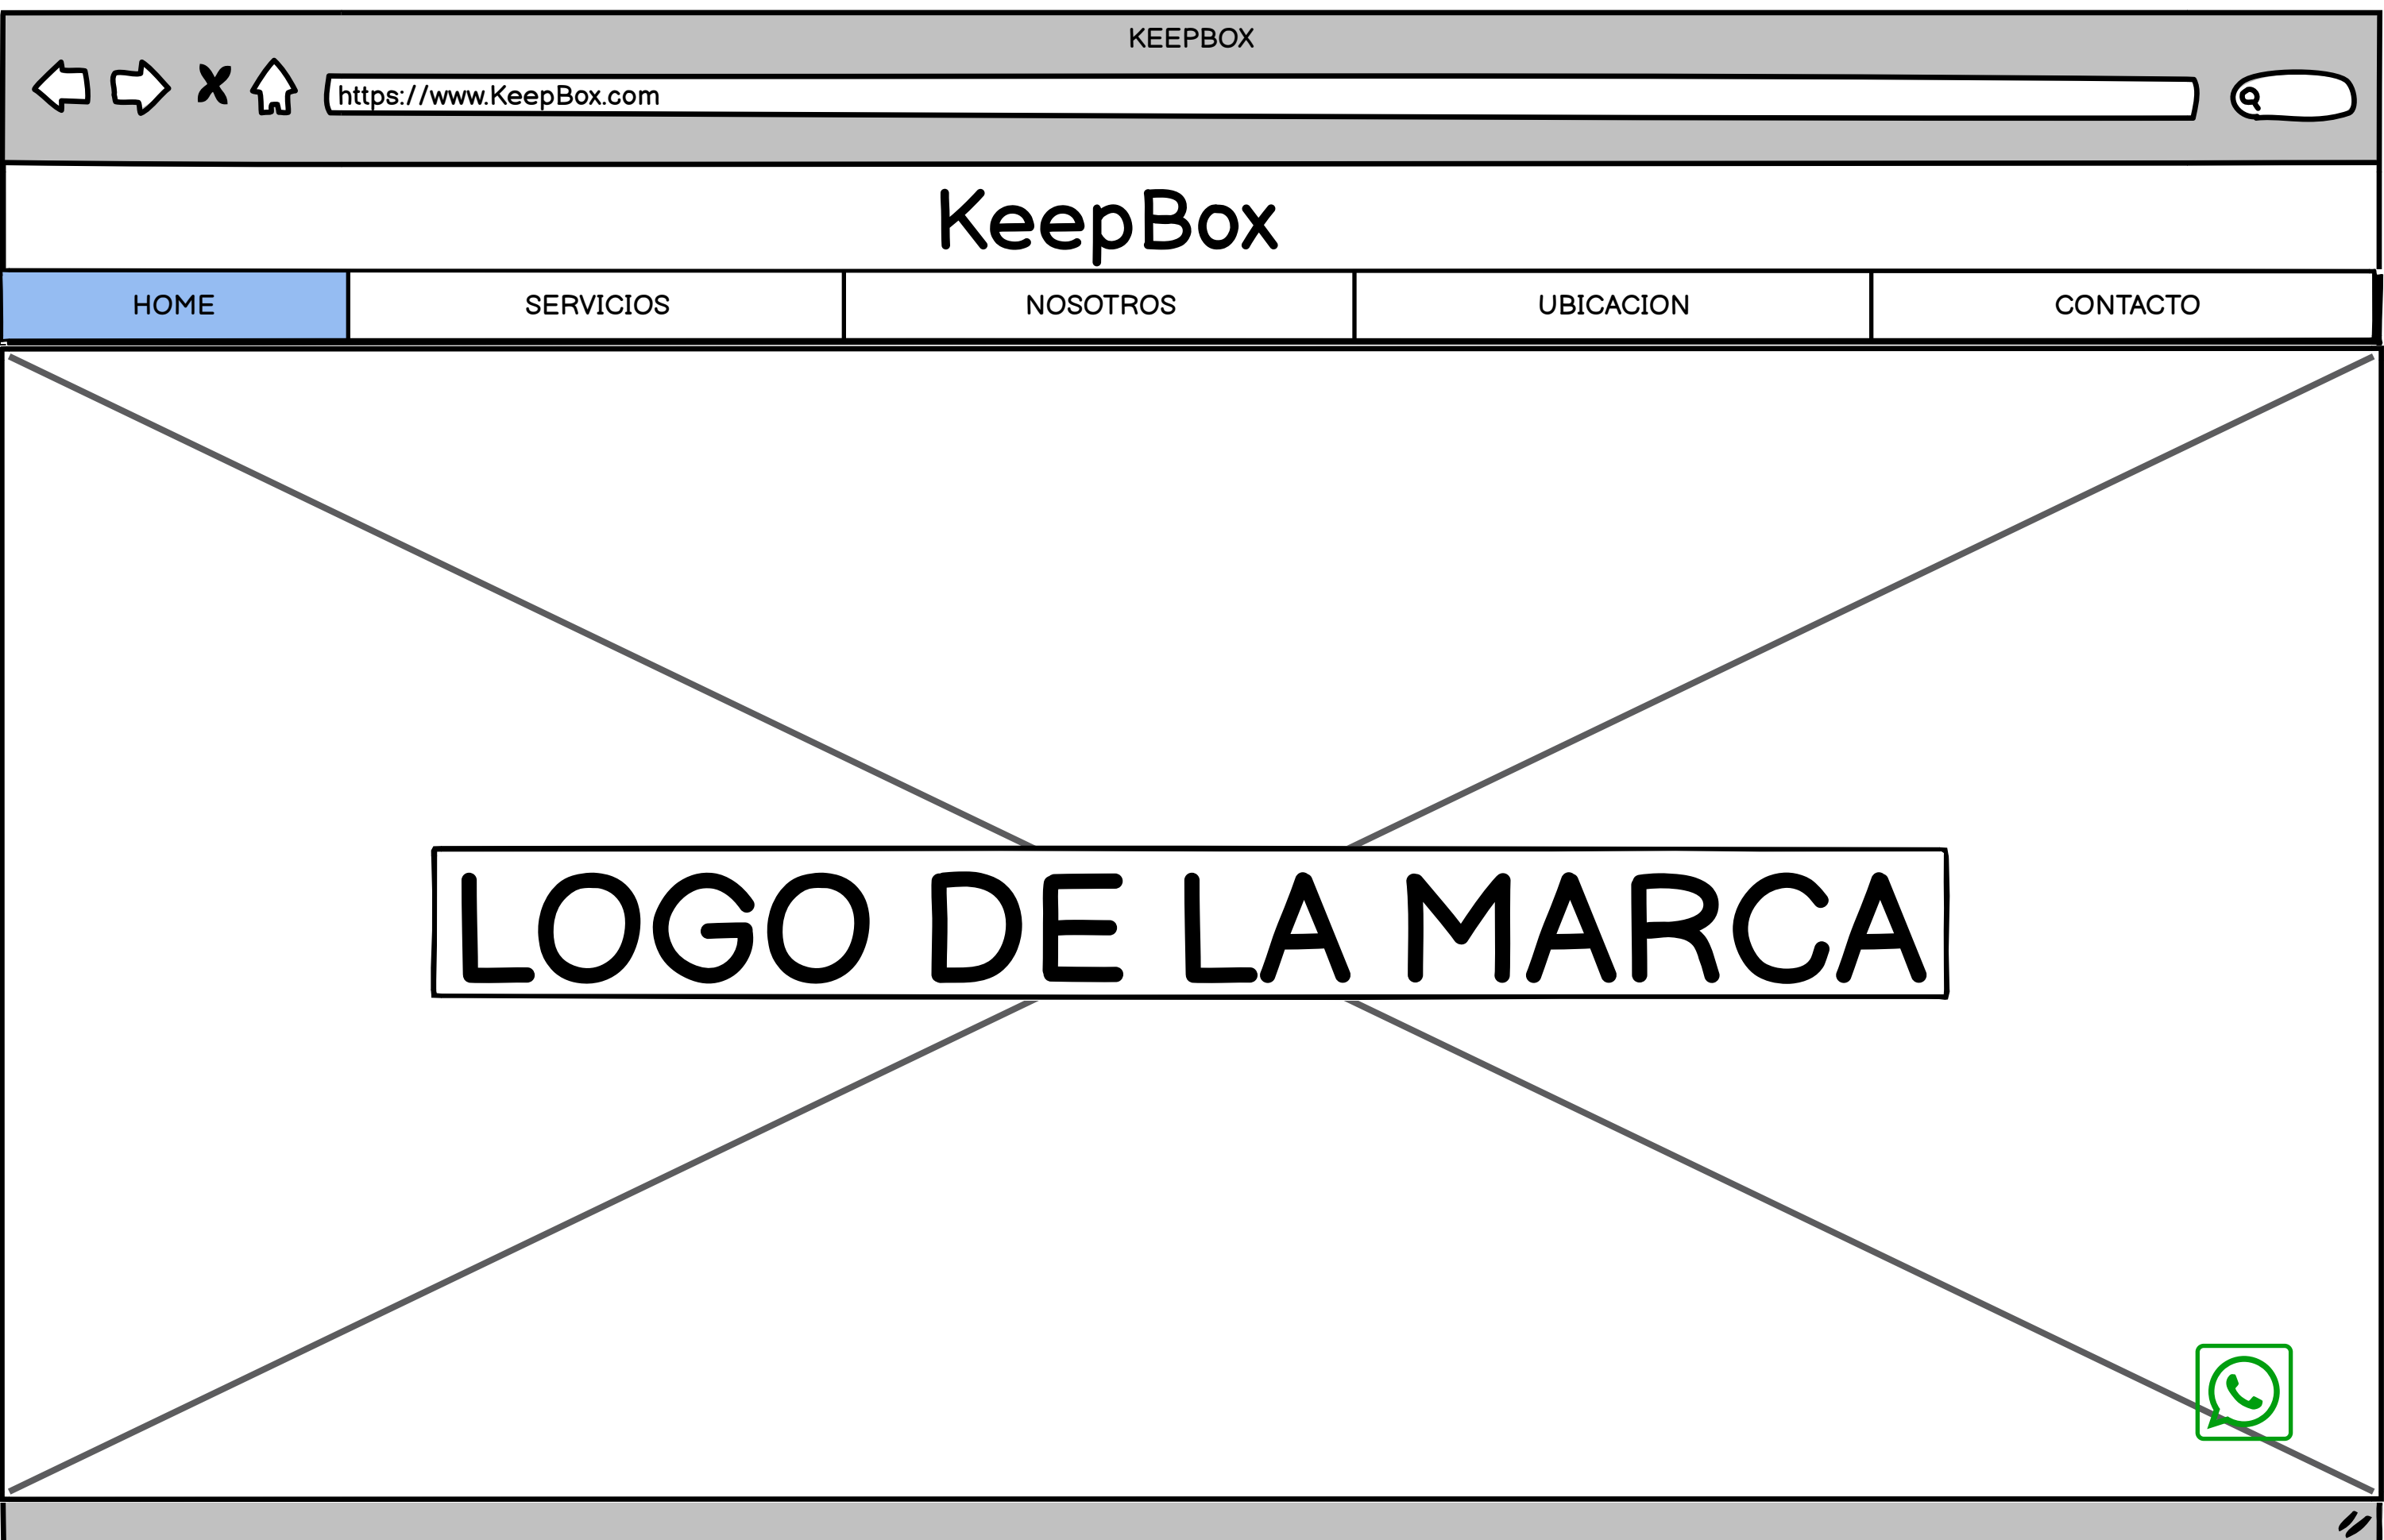 KEEPBOX
https://www.KeepBox.com
KeepBox
HOME SERVICIOS NOSOTROS UBICACION CONTACTO
LOGO DE LA MARCA